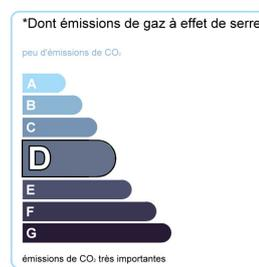 *Dont émissions de gaz à effet de serre
peu d'émissions de CO₂
A
B
C
D
E
F
G
émissions de CO₂ très importantes